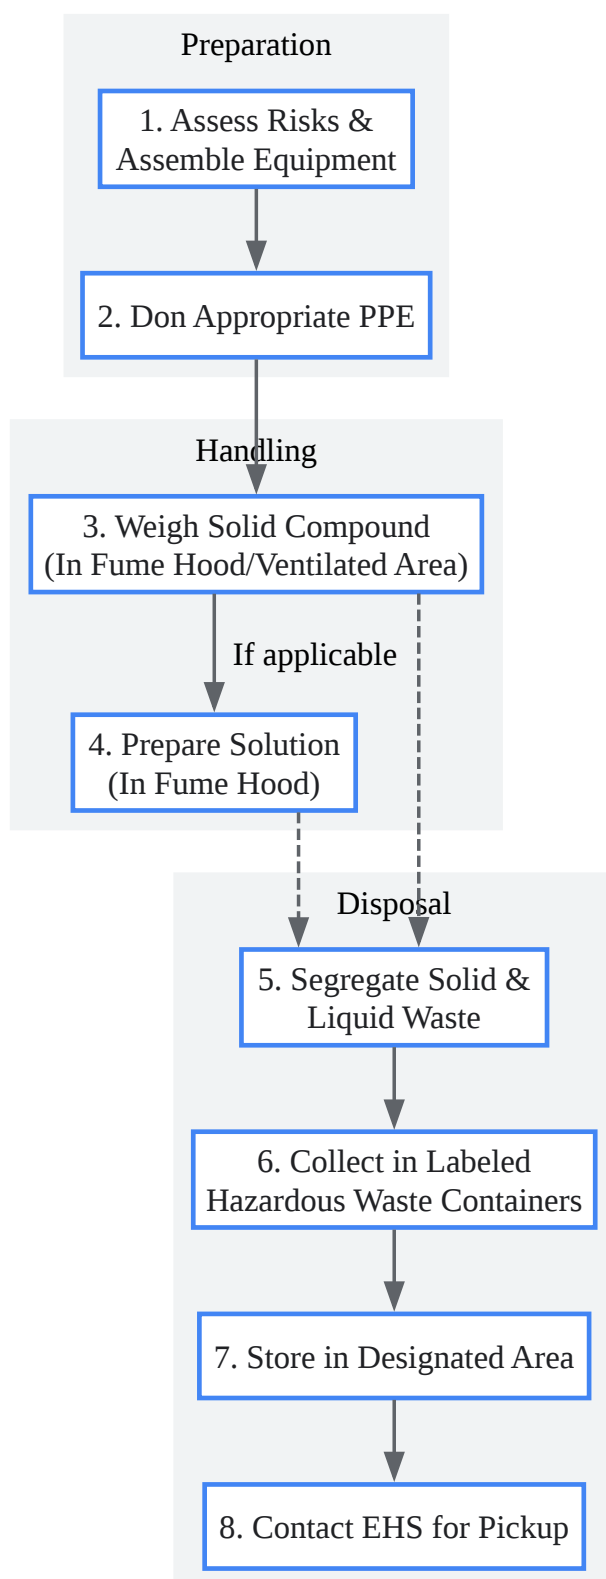 Preparation
1. Assess Risks &
Assemble Equipment
2. Don Appropriate PPE
Handling
3. Weigh Solid Compound
(In Fume Hood/Ventilated Area)
If applicable
4. Prepare Solution
(In Fume Hood)
Disposal
5. Segregate Solid &
Liquid Waste
6. Collect in Labeled
Hazardous Waste Containers
7. Store in Designated Area
8. Contact EHS for Pickup